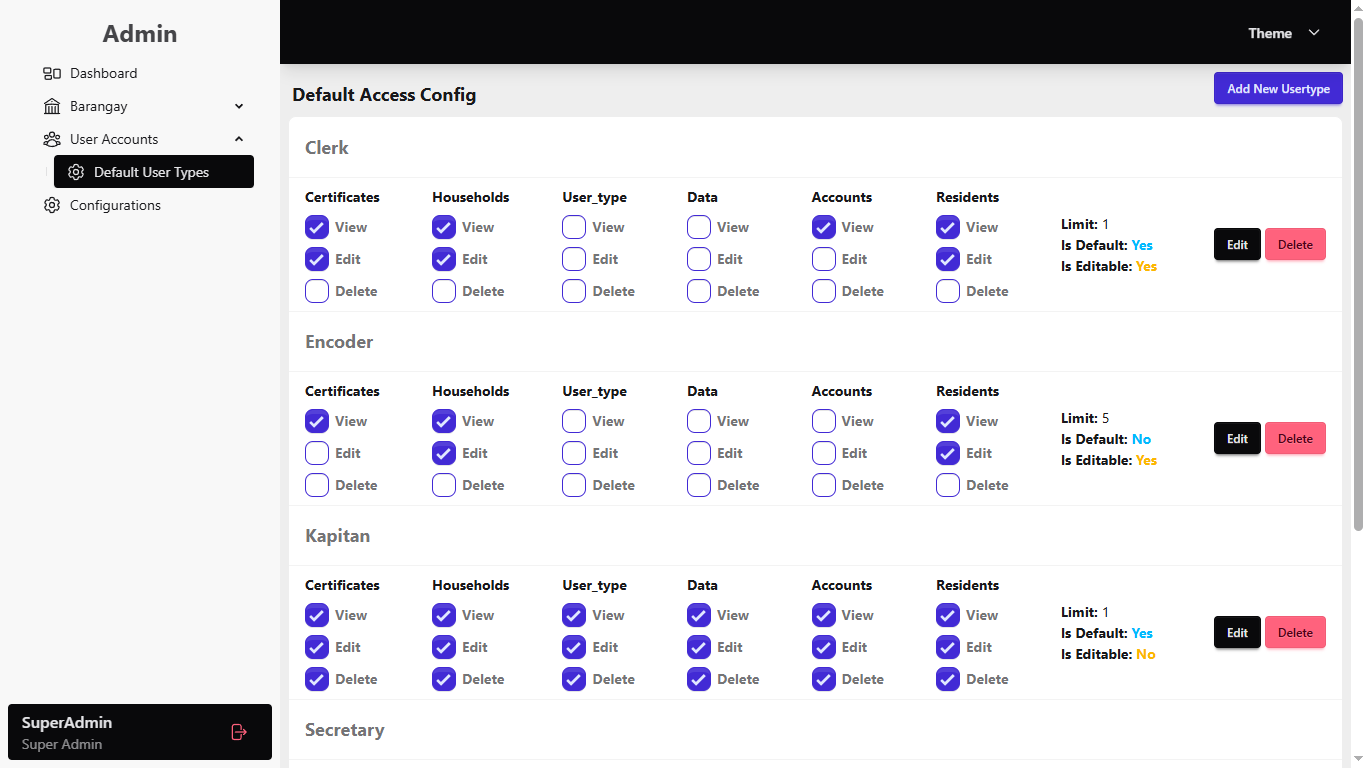 Admin
Dashboard
Barangay
User Accounts
Default User Types
Configurations
SuperAdmin
Super Admin
Theme
Default Access Config
Add New Usertype
Clerk
Certificates Households User_type Data Accounts Residents
View View View View View View
Edit Edit Edit Edit Edit Edit
Delete Delete Delete Delete Delete Delete
Limit: 1
Is Default: Yes
Is Editable: Yes
Edit Delete
Encoder
Certificates Households User_type Data Accounts Residents
View View View View View View
Edit Edit Edit Edit Edit Edit
Delete Delete Delete Delete Delete Delete
Limit: 5
Is Default: No
Is Editable: Yes
Edit Delete
Kapitan
Certificates Households User_type Data Accounts Residents
View View View View View View
Edit Edit Edit Edit Edit Edit
Delete Delete Delete Delete Delete Delete
Limit: 1
Is Default: Yes
Is Editable: No
Edit Delete
Secretary